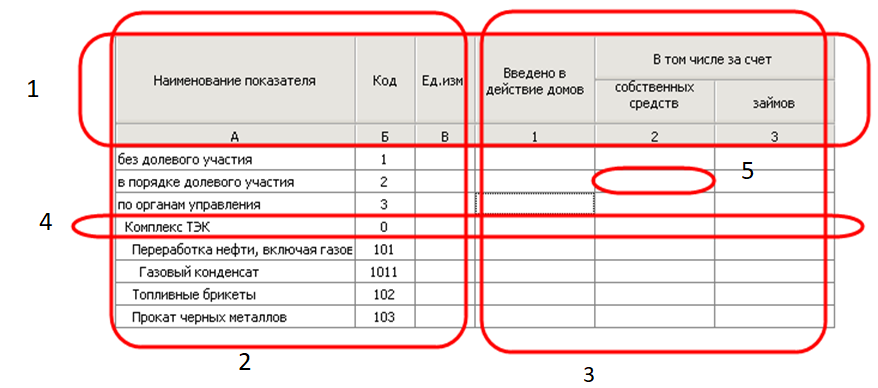 В том числе за счет
Наименование показателя Код Ед.изм Введено в действие домов
собственных средств займов
1
А Б В 1 2 3
без долевого участия 1
5
в порядке долевого участия 2
по органам управления 3
4
Комплекс ТЭК 0
Переработка нефти, включая газов 101
Газовый конденсат 1011
Топливные брикеты 102
Прокат черных металлов 103
2
3